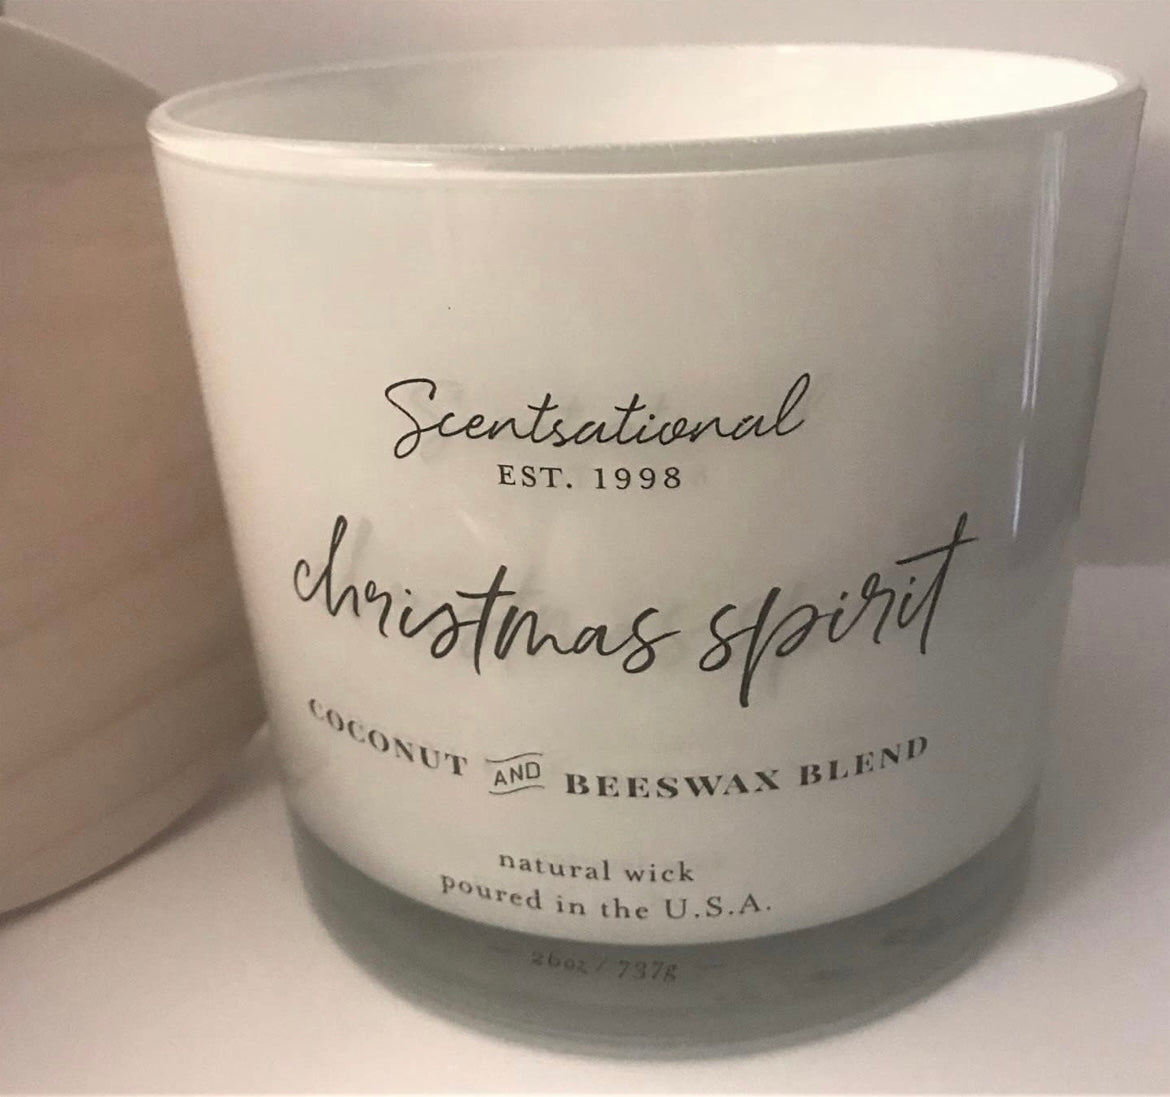 Scentsational
EST. 1998
christmas spirit
COCONUT AND BEESWAX BLEND
natural wick
poured in the U.S.A.
26oz / 737g